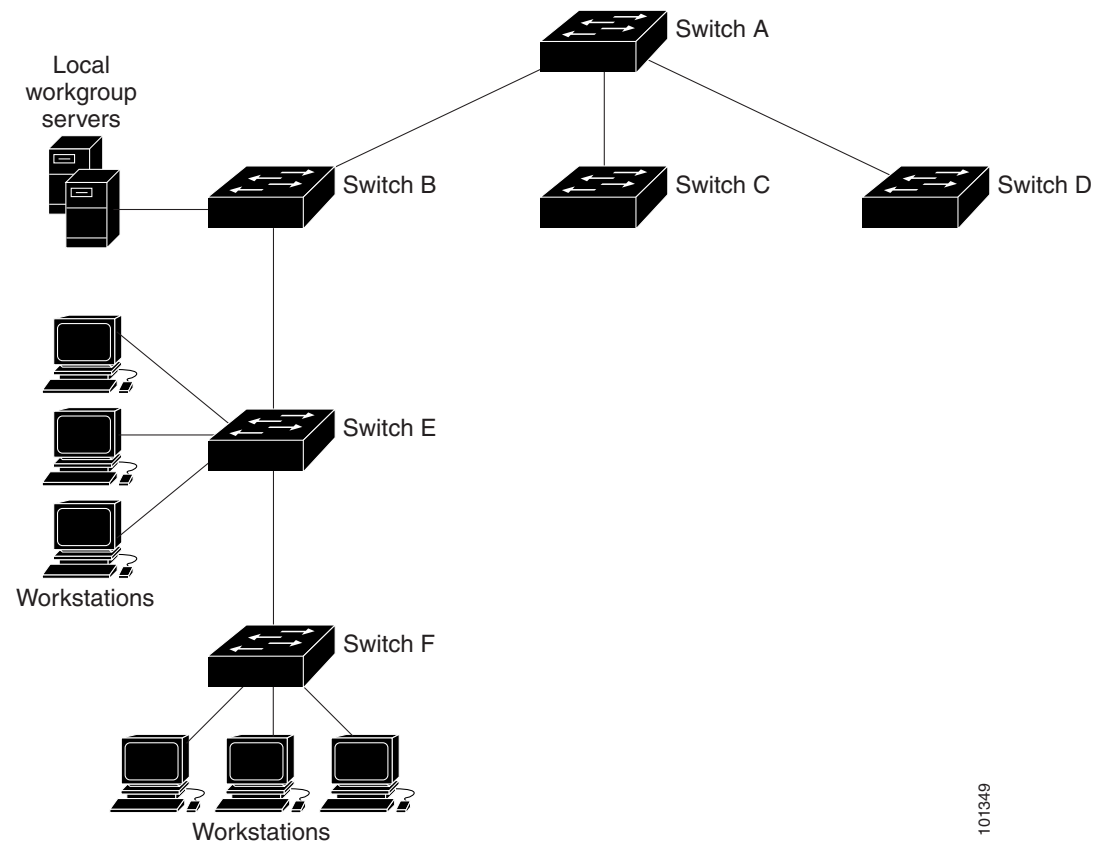 Switch A
Local
workgroup
servers
Switch B
Switch C
Switch D
Switch E
Workstations
Switch F
Workstations
101349